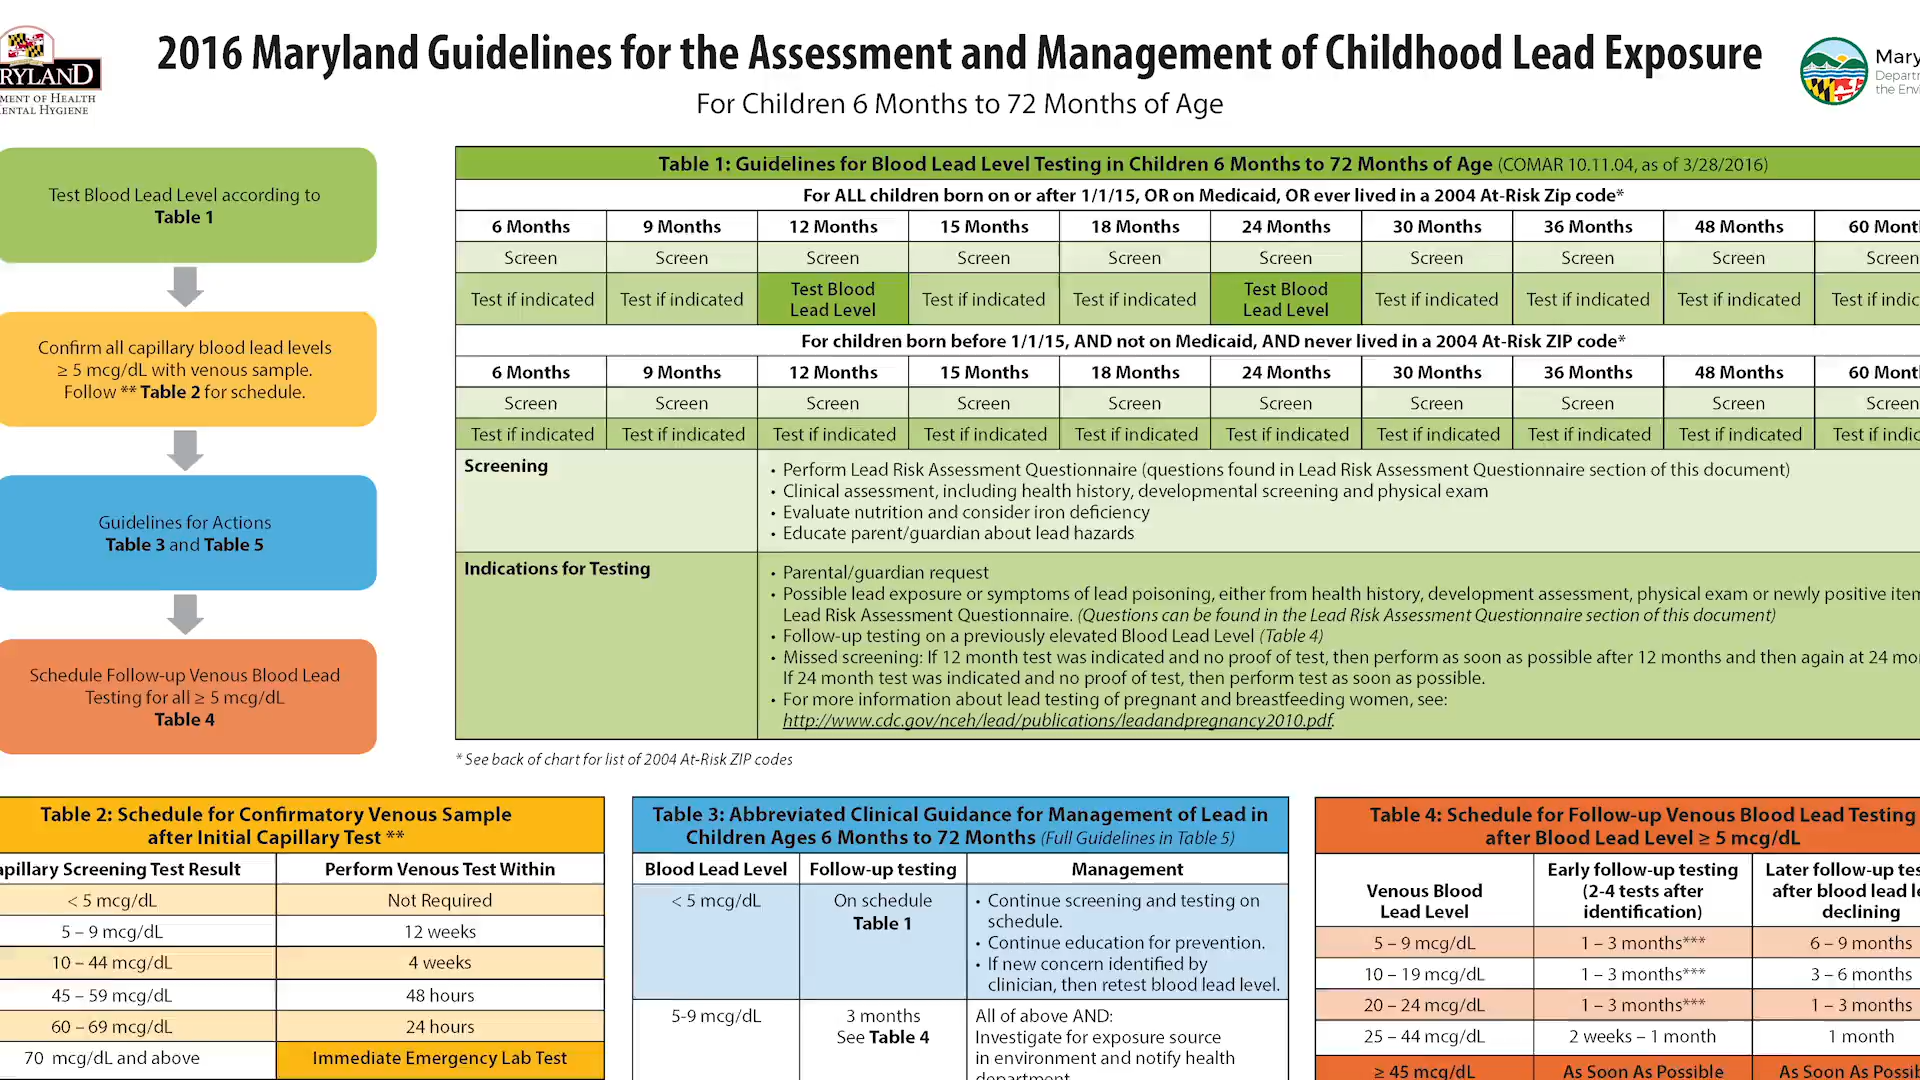 2016 Maryland Guidelines for the Assessment and Management of Childhood Lead Exposure
For Children 6 Months to 72 Months of Age
Test Blood Lead Level according to
Table 1
Confirm all capillary blood lead levels
≥ 5 mcg/dL with venous sample.
Follow ** Table 2 for schedule.
Guidelines for Actions
Table 3 and Table 5
Schedule Follow-up Venous Blood Lead
Testing for all ≥ 5 mcg/dL
Table 4
Table 1: Guidelines for Blood Lead Level Testing in Children 6 Months to 72 Months of Age (COMAR 10.11.04, as of 3/28/2016)
For ALL children born on or after 1/1/15, OR on Medicaid, OR ever lived in a 2004 At-Risk Zip code*
6 Months 9 Months 12 Months 15 Months 18 Months 24 Months 30 Months 36 Months 48 Months 60
Screen Screen Screen Screen Screen Screen Screen Screen Screen Screen
Test if indicated Test if indicated Test Blood Lead Level Test if indicated Test if indicated Test Blood Lead Level Test if indicated Test if indicated Test if indicated Test if
For children born before 1/1/15, AND not on Medicaid, AND never lived in a 2004 At-Risk ZIP code*
6 Months 9 Months 12 Months 15 Months 18 Months 24 Months 30 Months 36 Months 48 Months 60
Screen Screen Screen Screen Screen Screen Screen Screen Screen Screen
Test if indicated Test if indicated Test if indicated Test if indicated Test if indicated Test if indicated Test if indicated Test if indicated Test if indicated Test if
Screening
• Perform Lead Risk Assessment Questionnaire (questions found in Lead Risk Assessment Questionnaire section of this document)
• Clinical assessment, including health history, developmental screening and physical exam
• Evaluate nutrition and consider iron deficiency
• Educate parent/guardian about lead hazards
Indications for Testing
• Parental/guardian request
• Possible lead exposure or symptoms of lead poisoning, either from health history, development assessment, physical exam or newly positive
Lead Risk Assessment Questionnaire. (Questions can be found in the Lead Risk Assessment Questionnaire section of this document)
• Follow-up testing on a previously elevated Blood Lead Level (Table 4)
• Missed screening: If 12 month test was indicated and no proof of test, then perform as soon as possible after 12 months and then again at 24
If 24 month test was indicated and no proof of test, then perform test as soon as possible.
• For more information about lead testing of pregnant and breastfeeding women, see:
http://www.cdc.gov/nceh/lead/publications/leadandpregnancy2010.pdf.
* See back of chart for list of 2004 At-Risk ZIP codes
Table 2: Schedule for Confirmatory Venous Sample
after Initial Capillary Test **
Screening Test Result Perform Venous Test Within
< 5 mcg/dL Not Required
5 – 9 mcg/dL 12 weeks
10 – 44 mcg/dL 4 weeks
45 – 59 mcg/dL 48 hours
60 – 69 mcg/dL 24 hours
70 mcg/dL and above Immediate Emergency Lab Test
Table 3: Abbreviated Clinical Guidance for Management of Lead in
Children Ages 6 Months to 72 Months (Full Guidelines in Table 5)
Blood Lead Level Follow-up testing Management
< 5 mcg/dL
On schedule
Table 1
• Continue screening and testing on
schedule.
• Continue education for prevention.
• If new concern identified by
clinician, then retest blood lead level.
5-9 mcg/dL
3 months
See Table 4
All of above AND:
Investigate for exposure source
in environment and notify health
Table 4: Schedule for Follow-up Venous Blood Lead Testing
after Blood Lead Level ≥ 5 mcg/dL
Venous Blood
Lead Level
Early follow-up testing
(2-4 tests after
identification)
Later follow-up
after blood lead
declining
5 – 9 mcg/dL 1 – 3 months*** 6 – 9 months
10 – 19 mcg/dL 1 – 3 months*** 3 – 6 months
20 – 24 mcg/dL 1 – 3 months*** 1 – 3 months
25 – 44 mcg/dL 2 weeks – 1 month 1 month
≥ 45 mcg/dL As Soon As Possible As Soon As